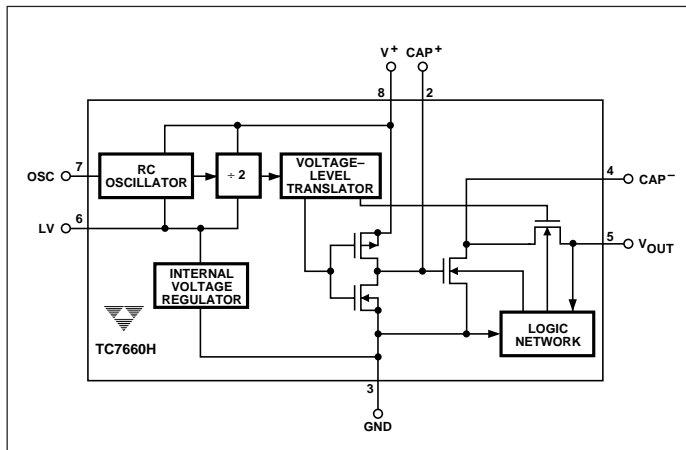 V+ CAP+
8 2
OSC 7
RC
OSCILLATOR
÷ 2
VOLTAGE–
LEVEL
TRANSLATOR
4 CAP–
6
LV
5 VOUT
INTERNAL
VOLTAGE
REGULATOR
LOGIC
NETWORK
TC7660H
3
GND